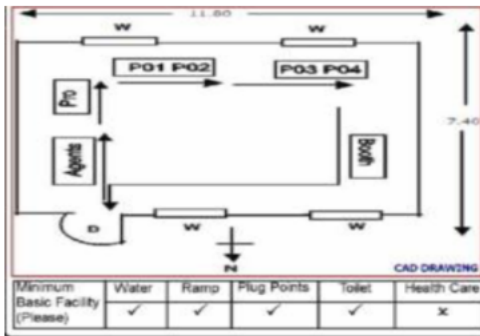 11.80
W W
P01 P02 P03 P04
Pro
7.40
Agents
Booth
D W W
N
CAD DRAWING
Minimum Basic Facility (Please) Water Ramp Plug Points Toilet Health Care
✓ ✓ ✓ ✓ x